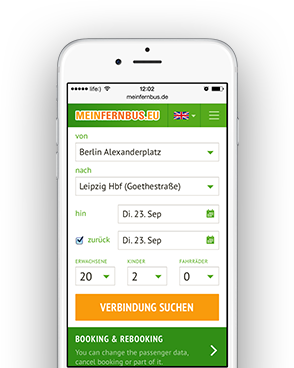 life:) 12:02
meinfernbus.de
MEINFERNBUS.EU
von
Berlin Alexanderplatz
nach
Leipzig Hbf (Goethestraße)
hin Di. 23. Sep
zurück Di. 23. Sep
ERWACHSENE KINDER FAHRRÄDER
20 2 0
VERBINDUNG SUCHEN
BOOKING & REBOOKING
You can change the passenger data,
cancel booking or part of it.